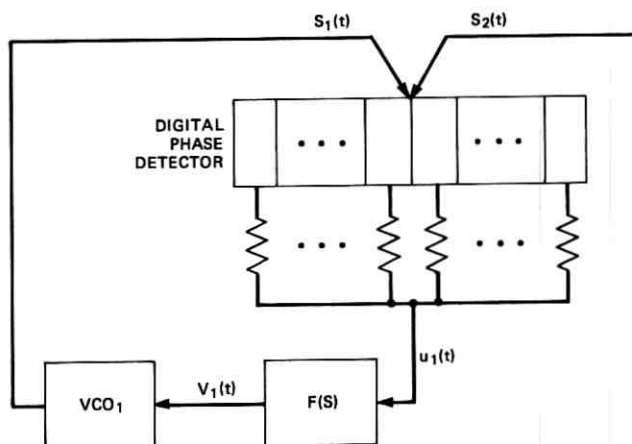 S1(t)
S2(t)
DIGITAL
PHASE
DETECTOR
• • •
• • •
• • •
• • •
u1(t)
V1(t)
VCO1
F(S)